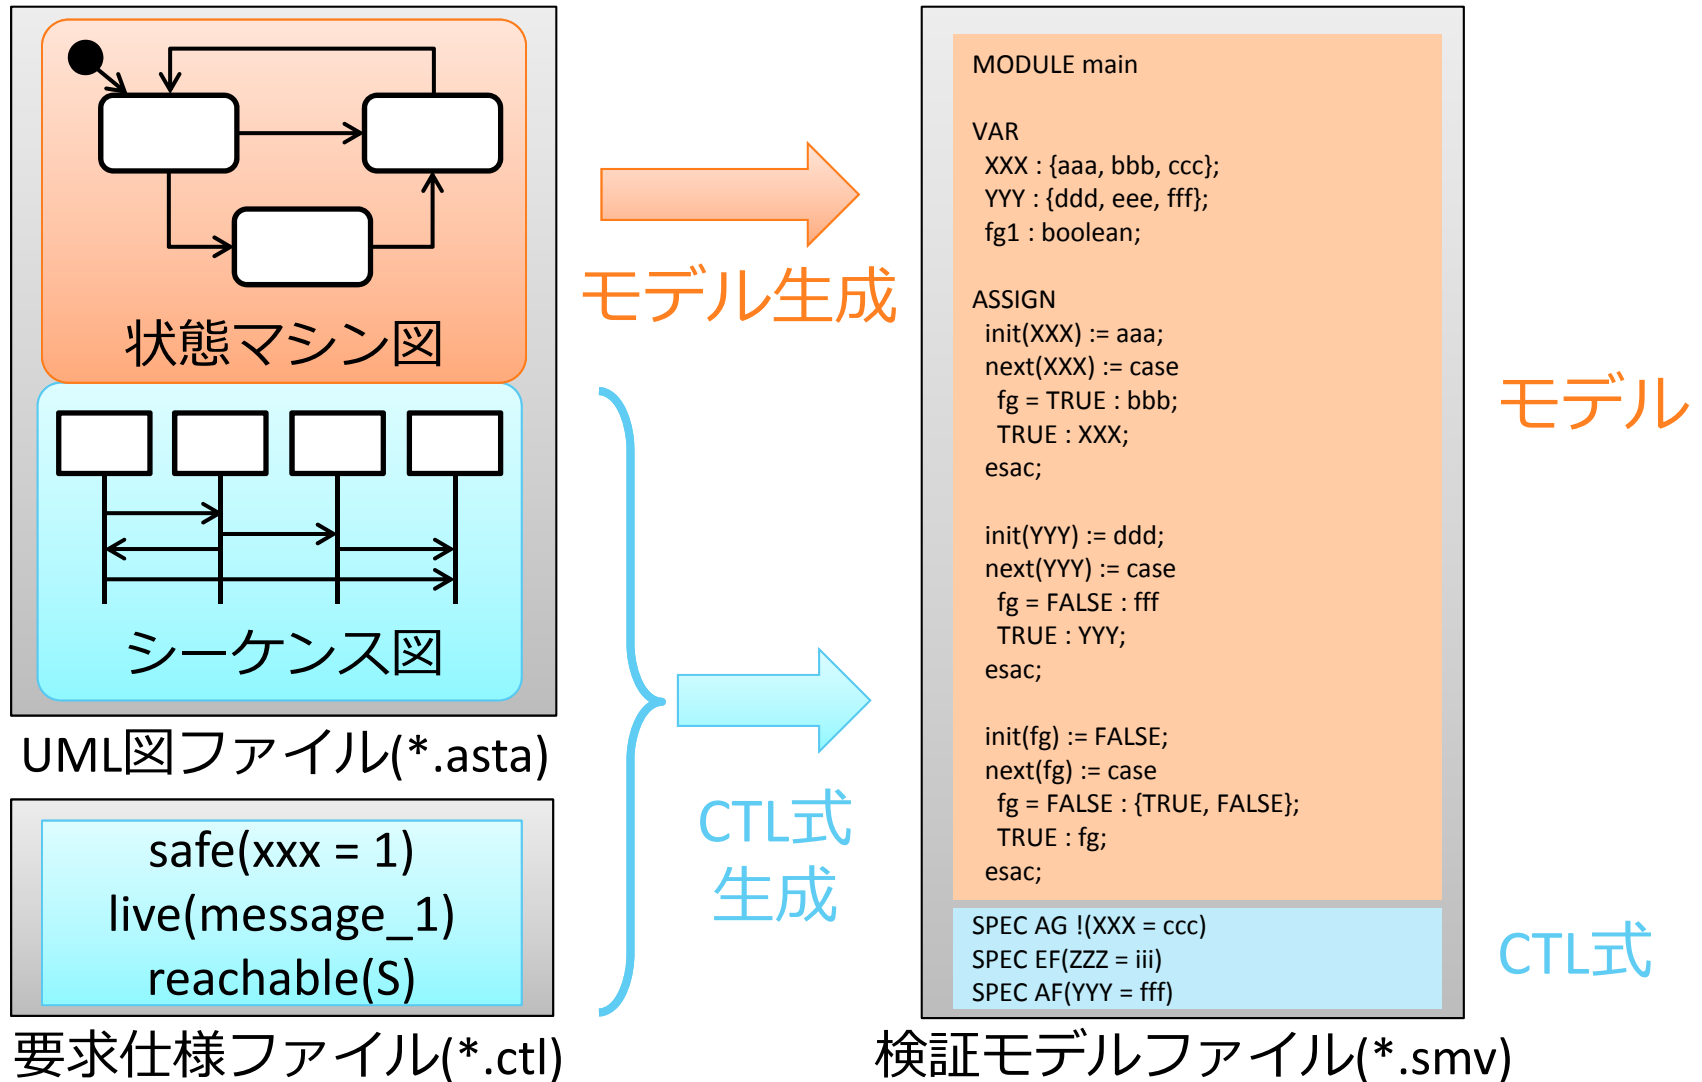 状態マシン図
シーケンス図
UML図ファイル(*.asta)
safe(xxx = 1)
live(message_1)
reachable(S)
要求仕様ファイル(*.ctl)
モデル生成
CTL式
生成
MODULE main
VAR
XXX : {aaa, bbb, ccc};
YYY : {ddd, eee, fff};
fg1 : boolean;
ASSIGN
init(XXX) := aaa;
next(XXX) := case
fg = TRUE : bbb;
TRUE : XXX;
esac;
init(YYY) := ddd;
next(YYY) := case
fg = FALSE : fff
TRUE : YYY;
esac;
init(fg) := FALSE;
next(fg) := case
fg = FALSE : {TRUE, FALSE};
TRUE : fg;
esac;
SPEC AG !(XXX = ccc)
SPEC EF(ZZZ = iii)
SPEC AF(YYY = fff)
検証モデルファイル(*.smv)
モデル
CTL式